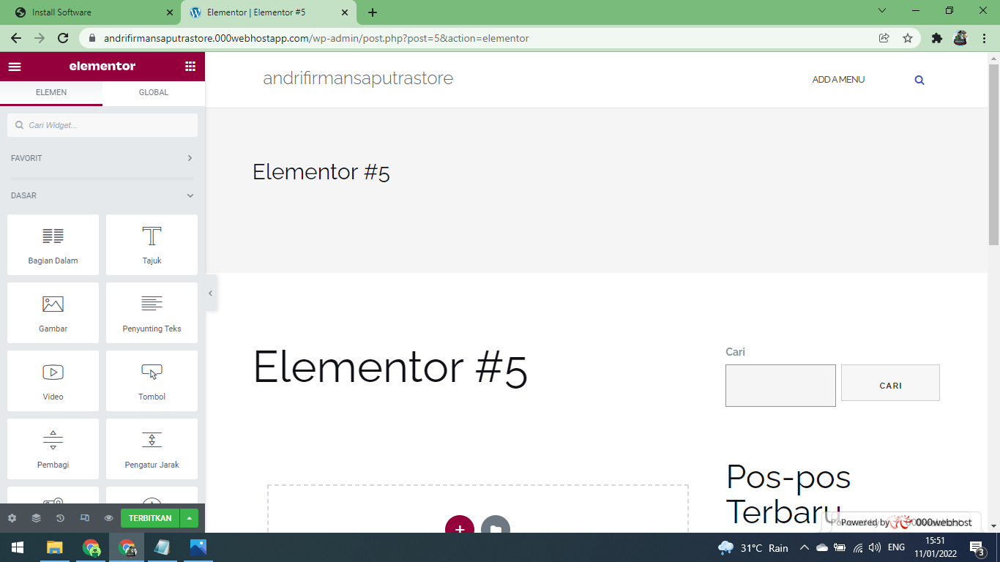 Install Software
Elementor | Elementor #5
andrifirmansaputrastore.000webhostapp.com/wp-admin/post.php?post=5&action=elementor
elementor
ELEMEN
GLOBAL
Cari Widget...
FAVORIT
DASAR
Bagian Dalam
Tajuk
Gambar
Penyunting Teks
Video
Tombol
Pembagi
Pengatur Jarak
TERBITKAN
andrifirmansaputrastore
ADD A MENU
Elementor #5
Elementor #5
Cari
CARI
Pos-pos
Terbaru
Powered by 000webhost
31°C Rain
ENG
15:51
11/01/2022
3